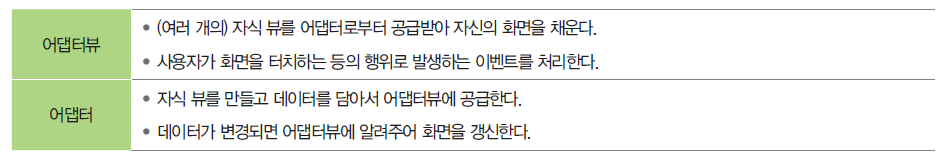 어댑터뷰
• (여러 개의) 자식 뷰를 어댑터로부터 공급받아 자신의 화면을 채운다.
• 사용자가 화면을 터치하는 등의 행위로 발생하는 이벤트를 처리한다.
어댑터
• 자식 뷰를 만들고 데이터를 담아서 어댑터뷰에 공급한다.
• 데이터가 변경되면 어댑터뷰에 알려주어 화면을 갱신한다.